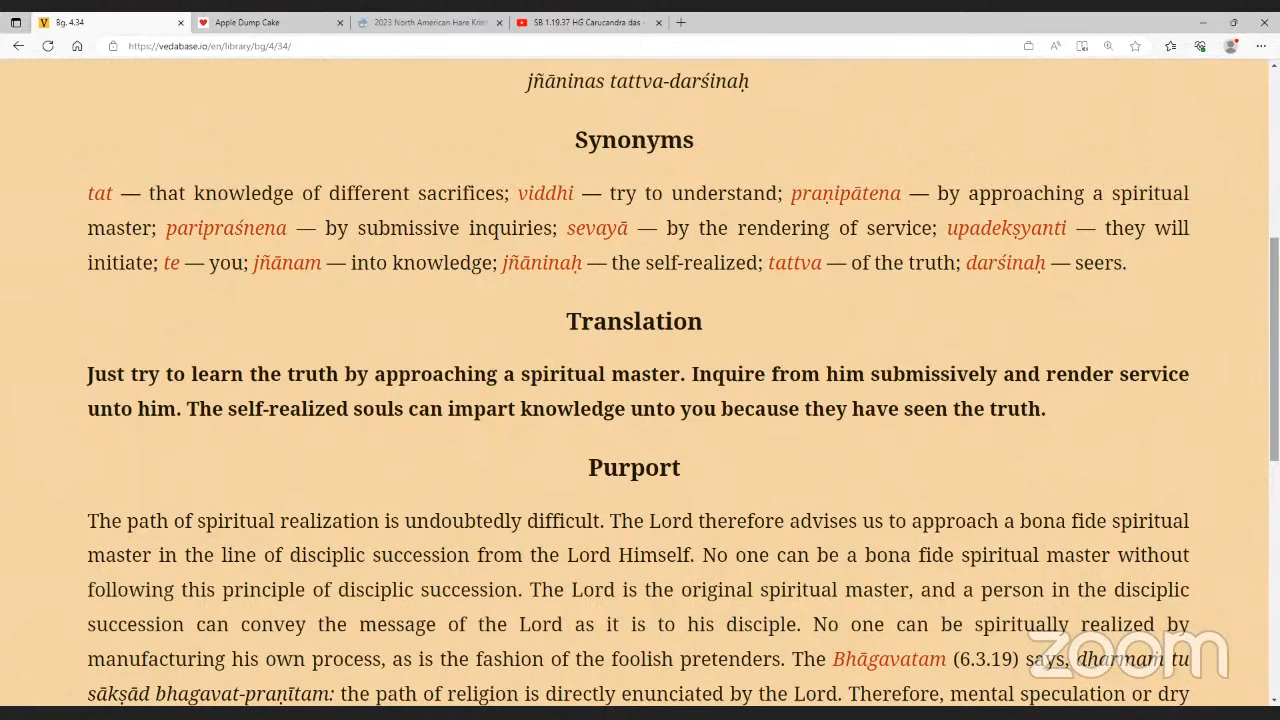 Bg. 4.34
Apple Dump Cake
2023 North American Hare Kris
SB 1.19.37 HG Carucandra das -
https://vedabase.io/en/library/bg/4/34/
jñāninas tattva-darśinaḥ
Synonyms
tat — that knowledge of different sacrifices; viddhi — try to understand; praṇipātena — by approaching a spiritual
master; paripraśnena — by submissive inquiries; sevayā — by the rendering of service; upadekṣyanti — they will
initiate; te — you; jñānam — into knowledge; jñāninaḥ — the self-realized; tattva — of the truth; darśinaḥ — seers.
Translation
Just try to learn the truth by approaching a spiritual master. Inquire from him submissively and render service
unto him. The self-realized souls can impart knowledge unto you because they have seen the truth.
Purport
The path of spiritual realization is undoubtedly difficult. The Lord therefore advises us to approach a bona fide spiritual
master in the line of disciplic succession from the Lord Himself. No one can be a bona fide spiritual master without
following this principle of disciplic succession. The Lord is the original spiritual master, and a person in the disciplic
succession can convey the message of the Lord as it is to his disciple. No one can be spiritually realized by
manufacturing his own process, as is the fashion of the foolish pretenders. The Bhāgavatam (6.3.19) says, dharmaṁ tu
sākṣād bhagavat-praṇītam: the path of religion is directly enunciated by the Lord. Therefore, mental speculation or dry
zoom